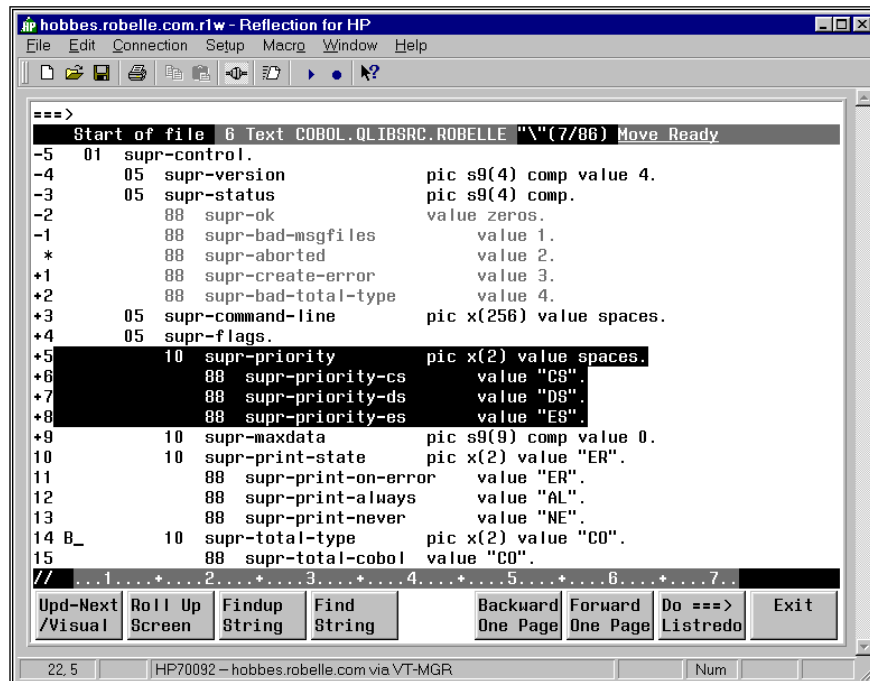 hobbes.robelle.com.r1w - Reflection for HP
File Edit Connection Setup Macro Window Help
===>
Start of file 6 Text COBOL.QLIBSRC.ROBELLE "\"(7/86) Move Ready
-5 01 supr-control.
-4 05 supr-version pic s9(4) comp value 4.
-3 05 supr-status pic s9(4) comp.
-2 88 supr-ok value zeros.
-1 88 supr-bad-msgfiles value 1.
* 88 supr-aborted value 2.
+1 88 supr-create-error value 3.
+2 88 supr-bad-total-type value 4.
+3 05 supr-command-line pic x(256) value spaces.
+4 05 supr-flags.
+5 10 supr-priority pic x(2) value spaces.
+6 88 supr-priority-cs value "CS".
+7 88 supr-priority-ds value "DS".
+8 88 supr-priority-es value "ES".
+9 10 supr-maxdata pic s9(9) comp value 0.
10 10 supr-print-state pic x(2) value "ER".
11 88 supr-print-on-error value "ER".
12 88 supr-print-always value "AL".
13 88 supr-print-never value "NE".
14 B_ 10 supr-total-type pic x(2) value "CO".
15 88 supr-total-cobol value "CO".
// ...1....+....2....+....3....+....4....+....5....+....6....+....7..
Upd-Next Roll Up Findup Find Backward Forward Do ===> Exit
/Visual Screen String String One Page One Page Listredo
22, 5 HP70092 – hobbes.robelle.com via VT-MGR Num